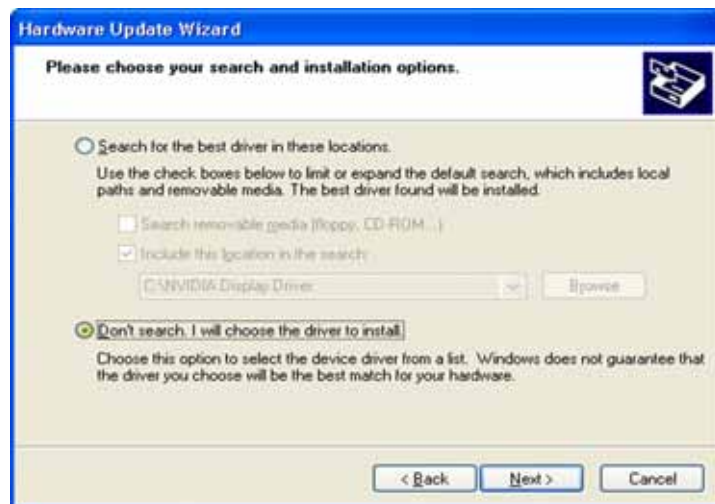 Hardware Update Wizard
Please choose your search and installation options.
Search for the best driver in these locations.
Use the check boxes below to limit or expand the default search, which includes local
paths and removable media. The best driver found will be installed.
Search removable media (floppy, CD-ROM...)
Include this location in the search:
C:\NVIDIA Display Driver
Browse
Don't search. I will choose the driver to install.
Choose this option to select the device driver from a list. Windows does not guarantee that
the driver you choose will be the best match for your hardware.
< Back Next > Cancel